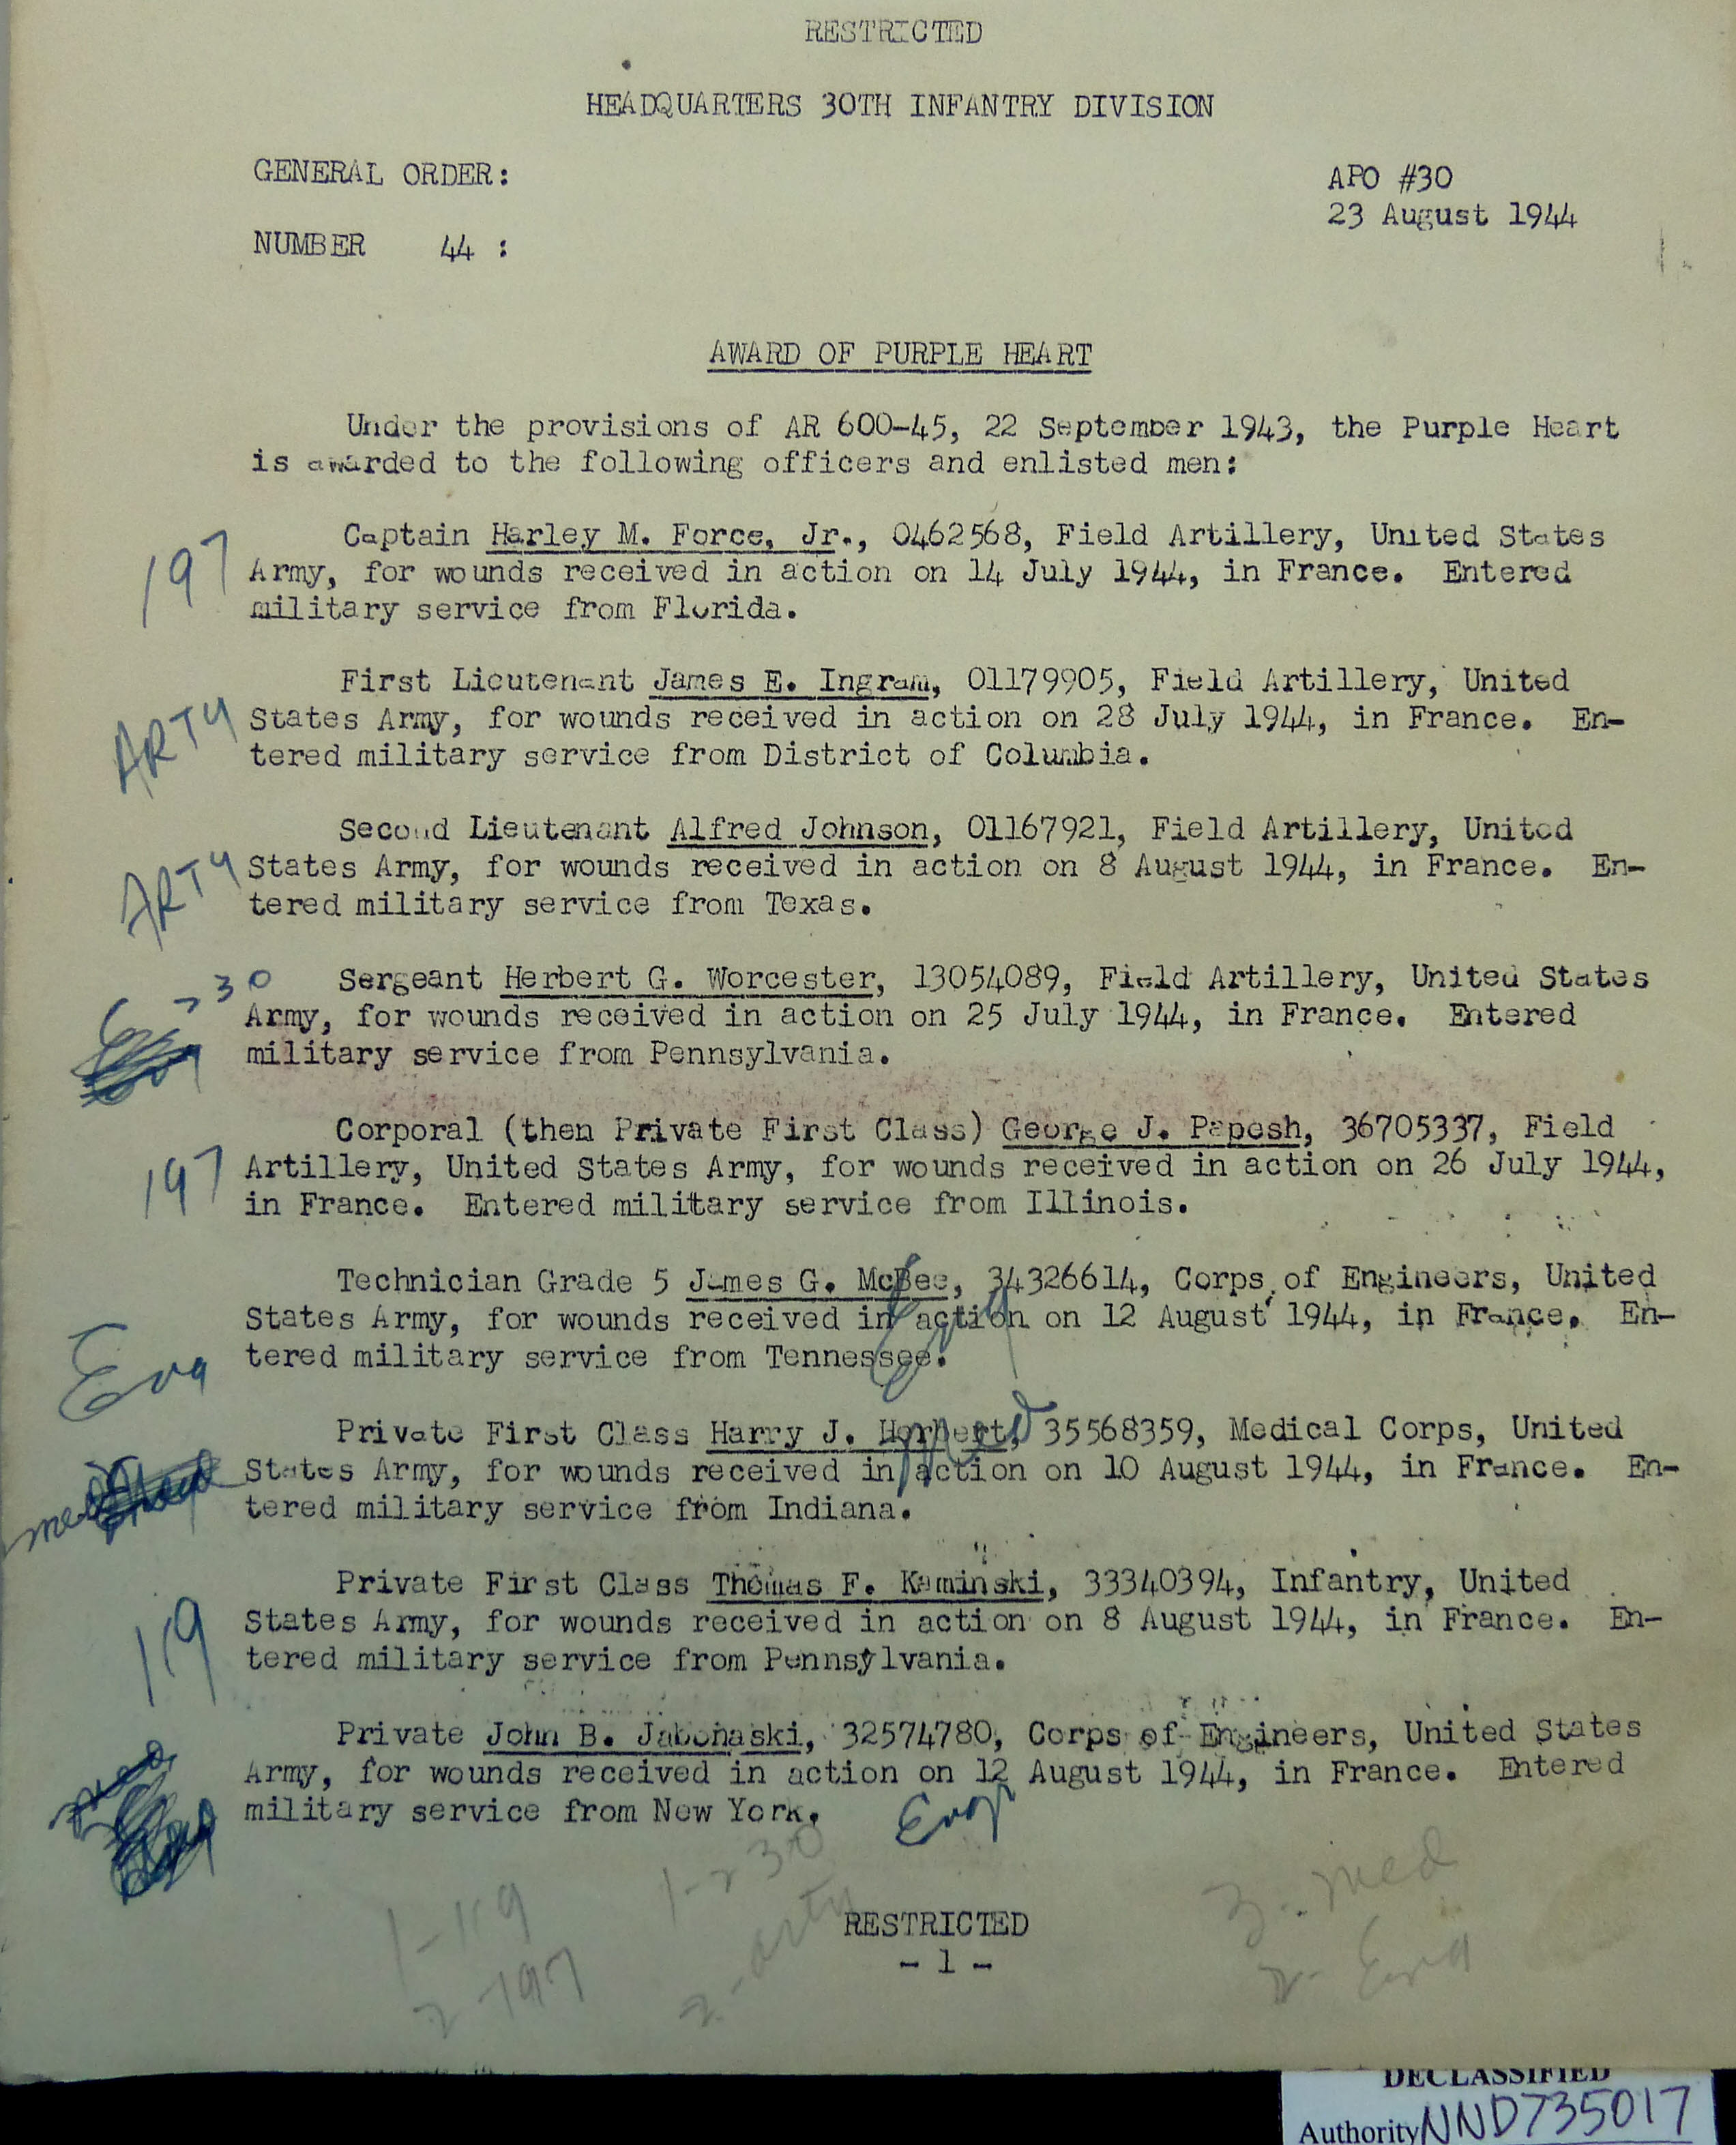 RESTRICTED
HEADQUARTERS 30TH INFANTRY DIVISION
GENERAL ORDER:
APO #30
23 August 1944
NUMBER 44 :
AWARD OF PURPLE HEART
Under the provisions of AR 600-45, 22 September 1943, the Purple Heart
is awarded to the following officers and enlisted men:
197
Captain Harley M. Force, Jr., 0462568, Field Artillery, United States
Army, for wounds received in action on 14 July 1944, in France. Entered
military service from Florida.
ARTY
First Lieutenant James E. Ingram, 01179905, Field Artillery, United
States Army, for wounds received in action on 28 July 1944, in France. En-
tered military service from District of Columbia.
ARTY
Second Lieutenant Alfred Johnson, 01167921, Field Artillery, United
States Army, for wounds received in action on 8 August 1944, in France. En-
tered military service from Texas.
230
Sergeant Herbert G. Worcester, 13054089, Field Artillery, United States
Army, for wounds received in action on 25 July 1944, in France. Entered
military service from Pennsylvania.
197
Corporal (then Private First Class) George J. Papesh, 36705337, Field
Artillery, United States Army, for wounds received in action on 26 July 1944,
in France. Entered military service from Illinois.
Eng
Technician Grade 5 James G. McBee, 34326614, Corps of Engineers, United
States Army, for wounds received in action on 12 August 1944, in France. En-
tered military service from Tennessee.
med
Private First Class Harry J. 35568359, Medical Corps, United
States Army, for wounds received in action on 10 August 1944, in France. En-
tered military service from Indiana.
119
Private First Class Thomas F. Kaminski, 33340394, Infantry, United
States Army, for wounds received in action on 8 August 1944, in France. En-
tered military service from Pennsylvania.
Private John B. Jabonaski, 32574780, Corps of Engineers, United States
Army, for wounds received in action on 12 August 1944, in France. Entered
military service from New York.
Eng
1-119
2-197
1-230
2-arty
med
2- Eng
RESTRICTED
- 1 -
DECLASSIFIED
Authority NND735017